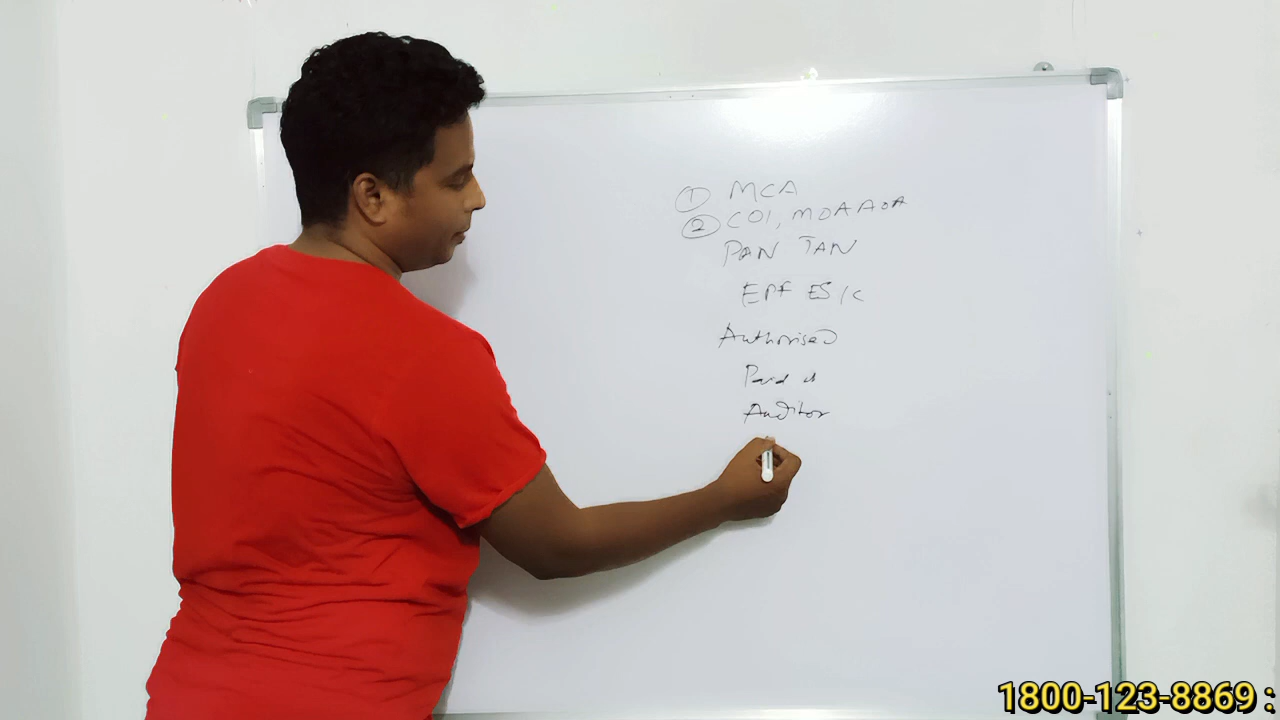 ① MCA
② COI, MOA AOA
PAN TAN
EPF ESIC
Authorised
Paid u
Auditor
1800-123-8869 :